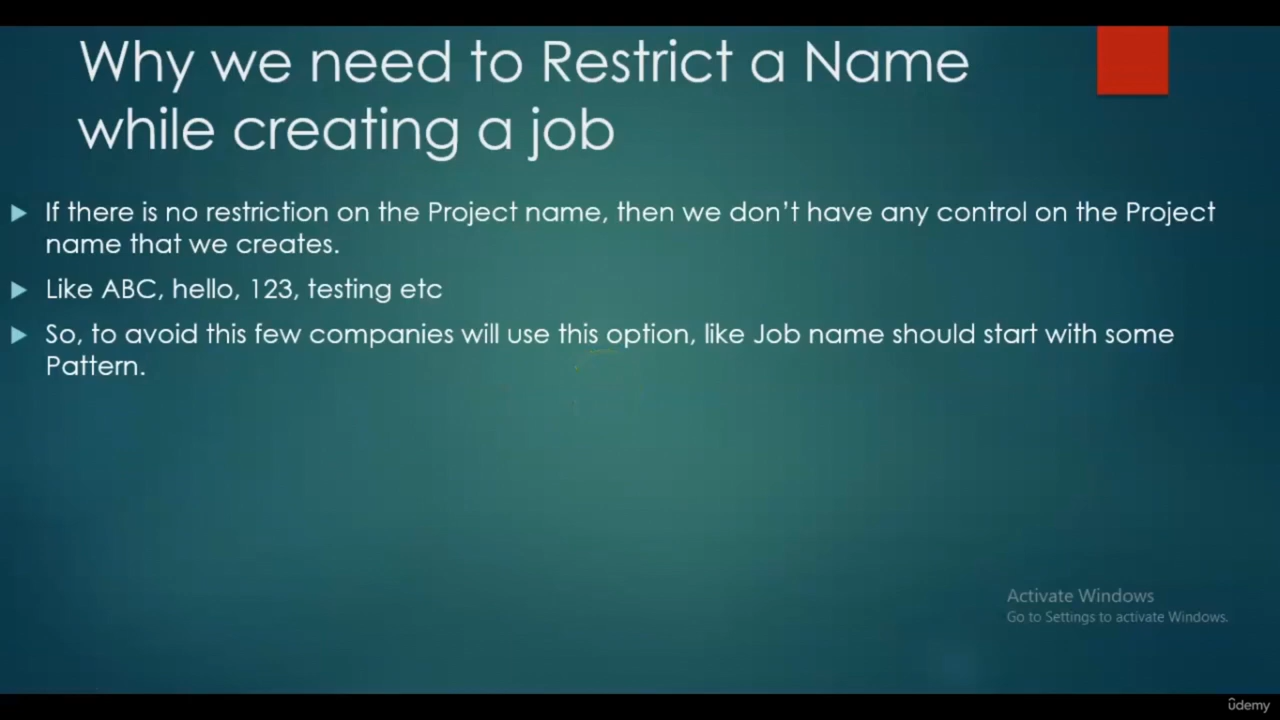 Why we need to Restrict a Name
while creating a job
If there is no restriction on the Project name, then we don't have any control on the Project
name that we creates.
Like ABC, hello, 123, testing etc
So, to avoid this few companies will use this option, like Job name should start with some
Pattern.
Activate Windows
Go to Settings to activate Windows.
ûdemy